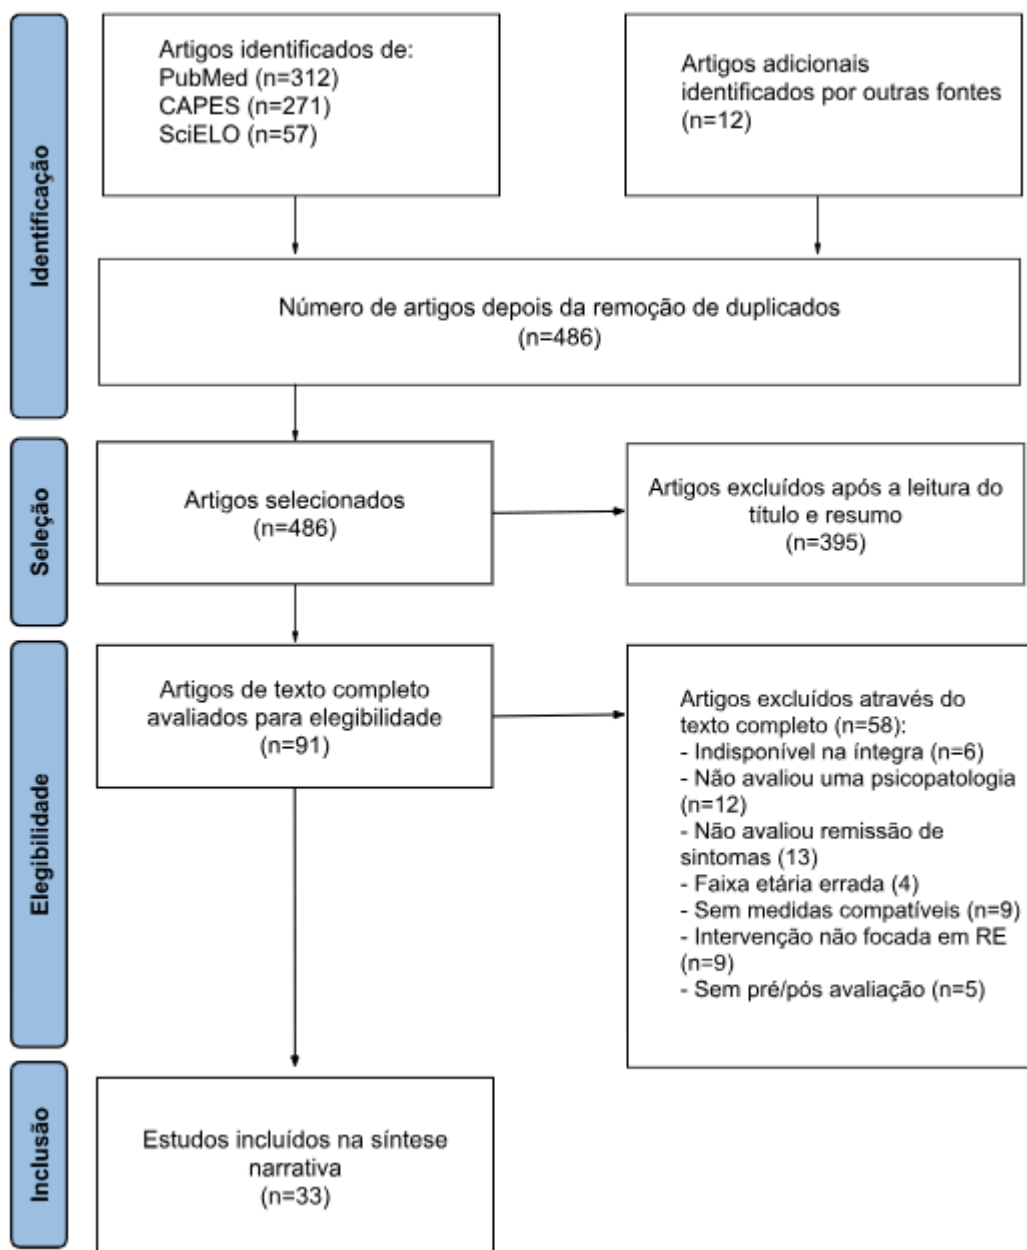 Identificação
Artigos identificados de:
PubMed (n=312)
CAPES (n=271)
SciELO (n=57)
Artigos adicionais
identificados por outras fontes
(n=12)
Número de artigos depois da remoção de duplicados
(n=486)
Seleção
Artigos selecionados
(n=486)
Artigos excluídos após a leitura do
título e resumo
(n=395)
Elegibilidade
Artigos de texto completo
avaliados para elegibilidade
(n=91)
Artigos excluídos através do
texto completo (n=58):
- Indisponível na íntegra (n=6)
- Não avaliou uma psicopatologia
(n=12)
- Não avaliou remissão de
sintomas (13)
- Faixa etária errada (4)
- Sem medidas compatíveis (n=9)
- Intervenção não focada em RE
(n=9)
- Sem pré/pós avaliação (n=5)
Inclusão
Estudos incluídos na síntese
narrativa
(n=33)